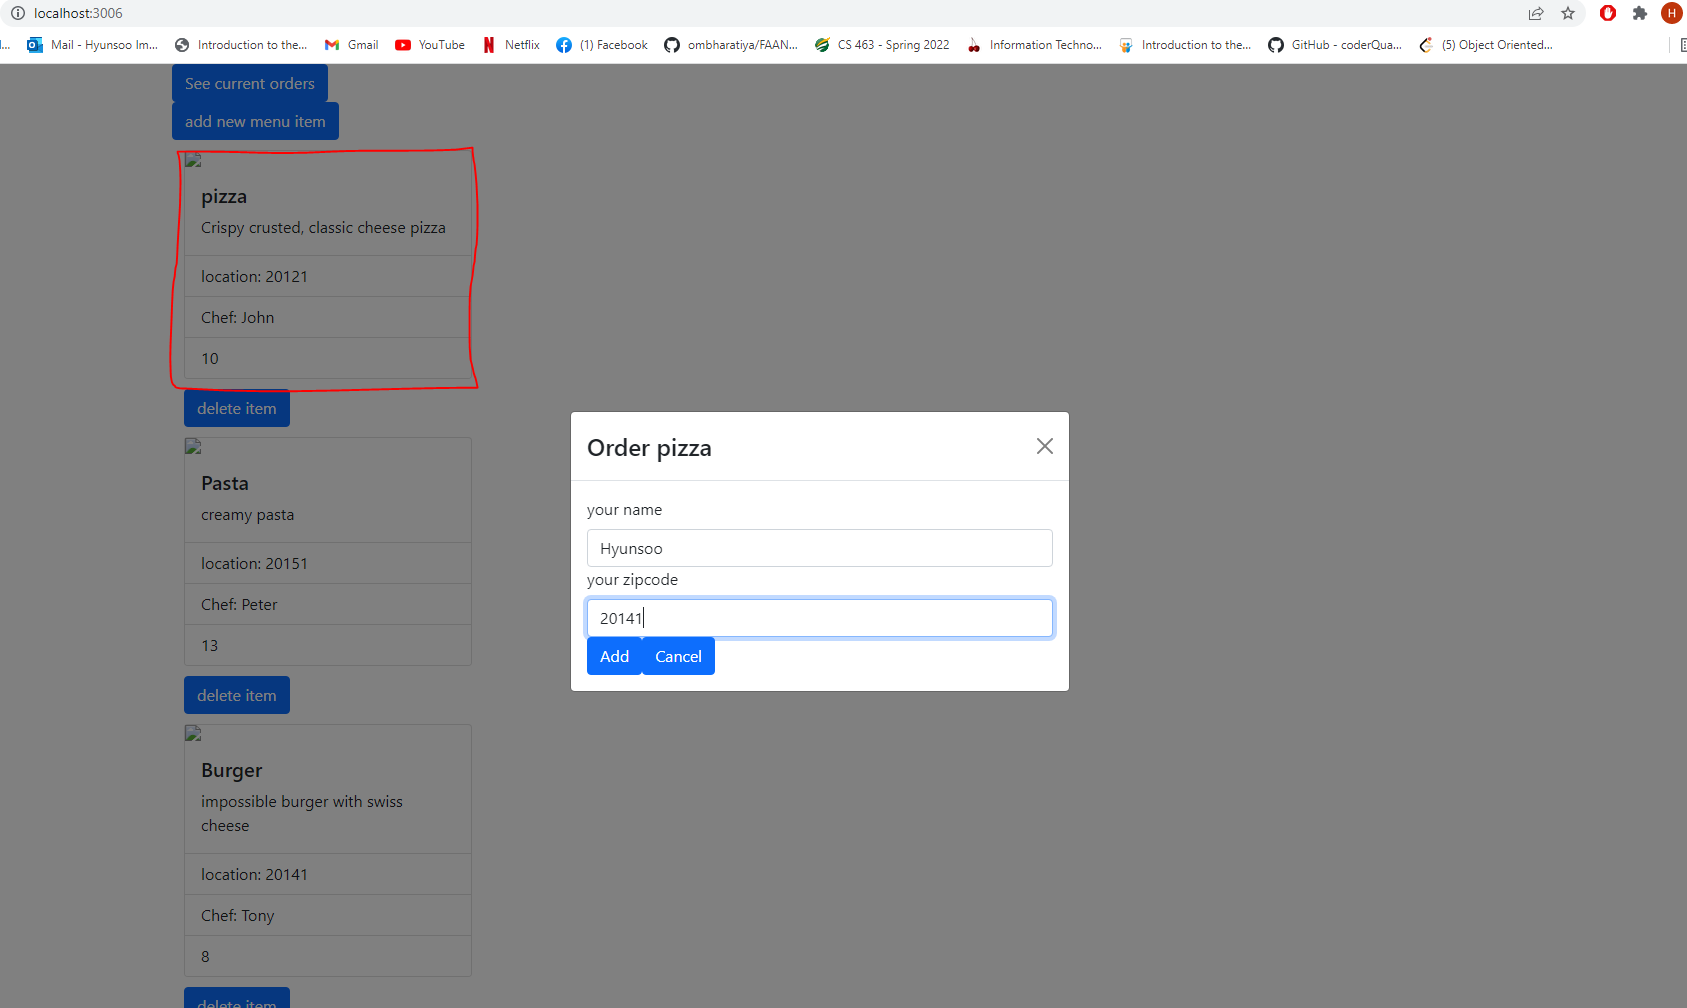 localhost:3006
H
Mail - Hyunsoo Im...
Introduction to the...
Gmail
YouTube
Netflix
(1) Facebook
ombharatiya/FAAN...
CS 463 - Spring 2022
Information Techno...
Introduction to the...
GitHub - coderQua...
(5) Object Oriented...
See current orders
add new menu item
pizza
Crispy crusted, classic cheese pizza
location: 20121
Chef: John
10
delete item
Pasta
creamy pasta
location: 20151
Chef: Peter
13
delete item
Burger
impossible burger with swiss
cheese
location: 20141
Chef: Tony
8
delete item
Order pizza
your name
Hyunsoo
your zipcode
20141
Add
Cancel